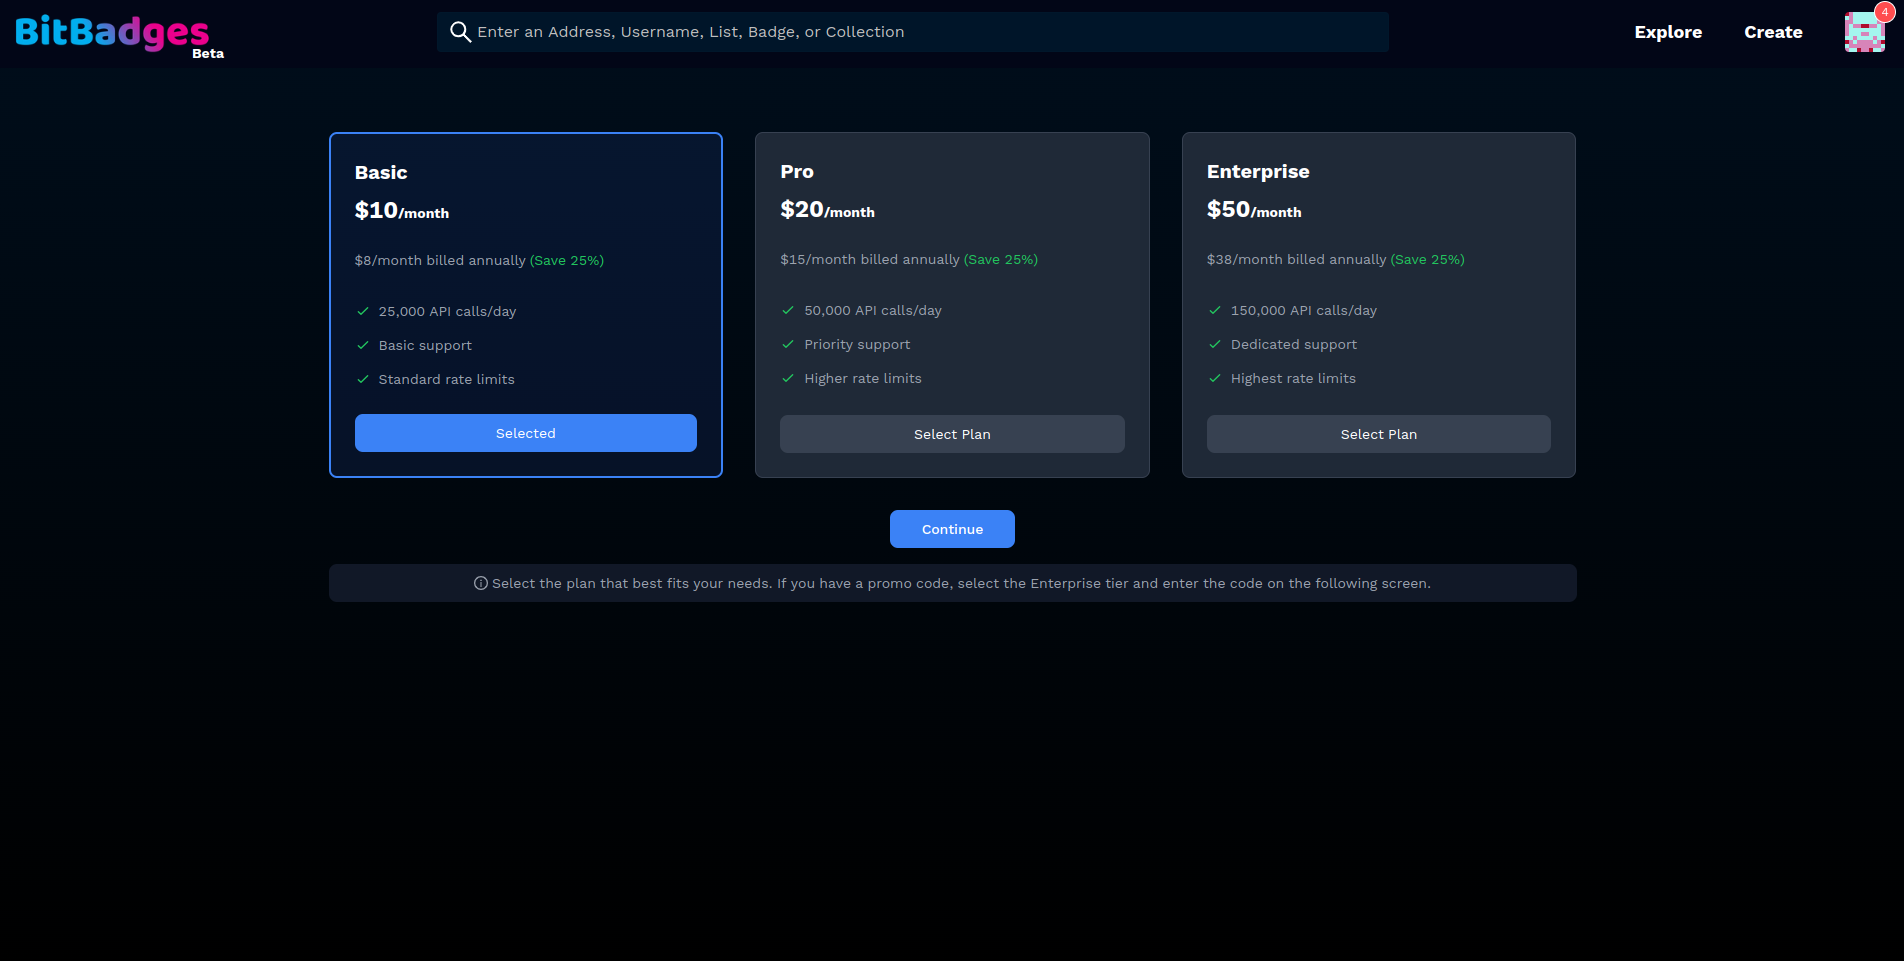 BitBadges
Beta
Enter an Address, Username, List, Badge, or Collection
Explore
Create
4
Basic
$10/month
$8/month billed annually (Save 25%)
25,000 API calls/day
Basic support
Standard rate limits
Selected
Pro
$20/month
$15/month billed annually (Save 25%)
50,000 API calls/day
Priority support
Higher rate limits
Select Plan
Enterprise
$50/month
$38/month billed annually (Save 25%)
150,000 API calls/day
Dedicated support
Highest rate limits
Select Plan
Continue
Select the plan that best fits your needs. If you have a promo code, select the Enterprise tier and enter the code on the following screen.